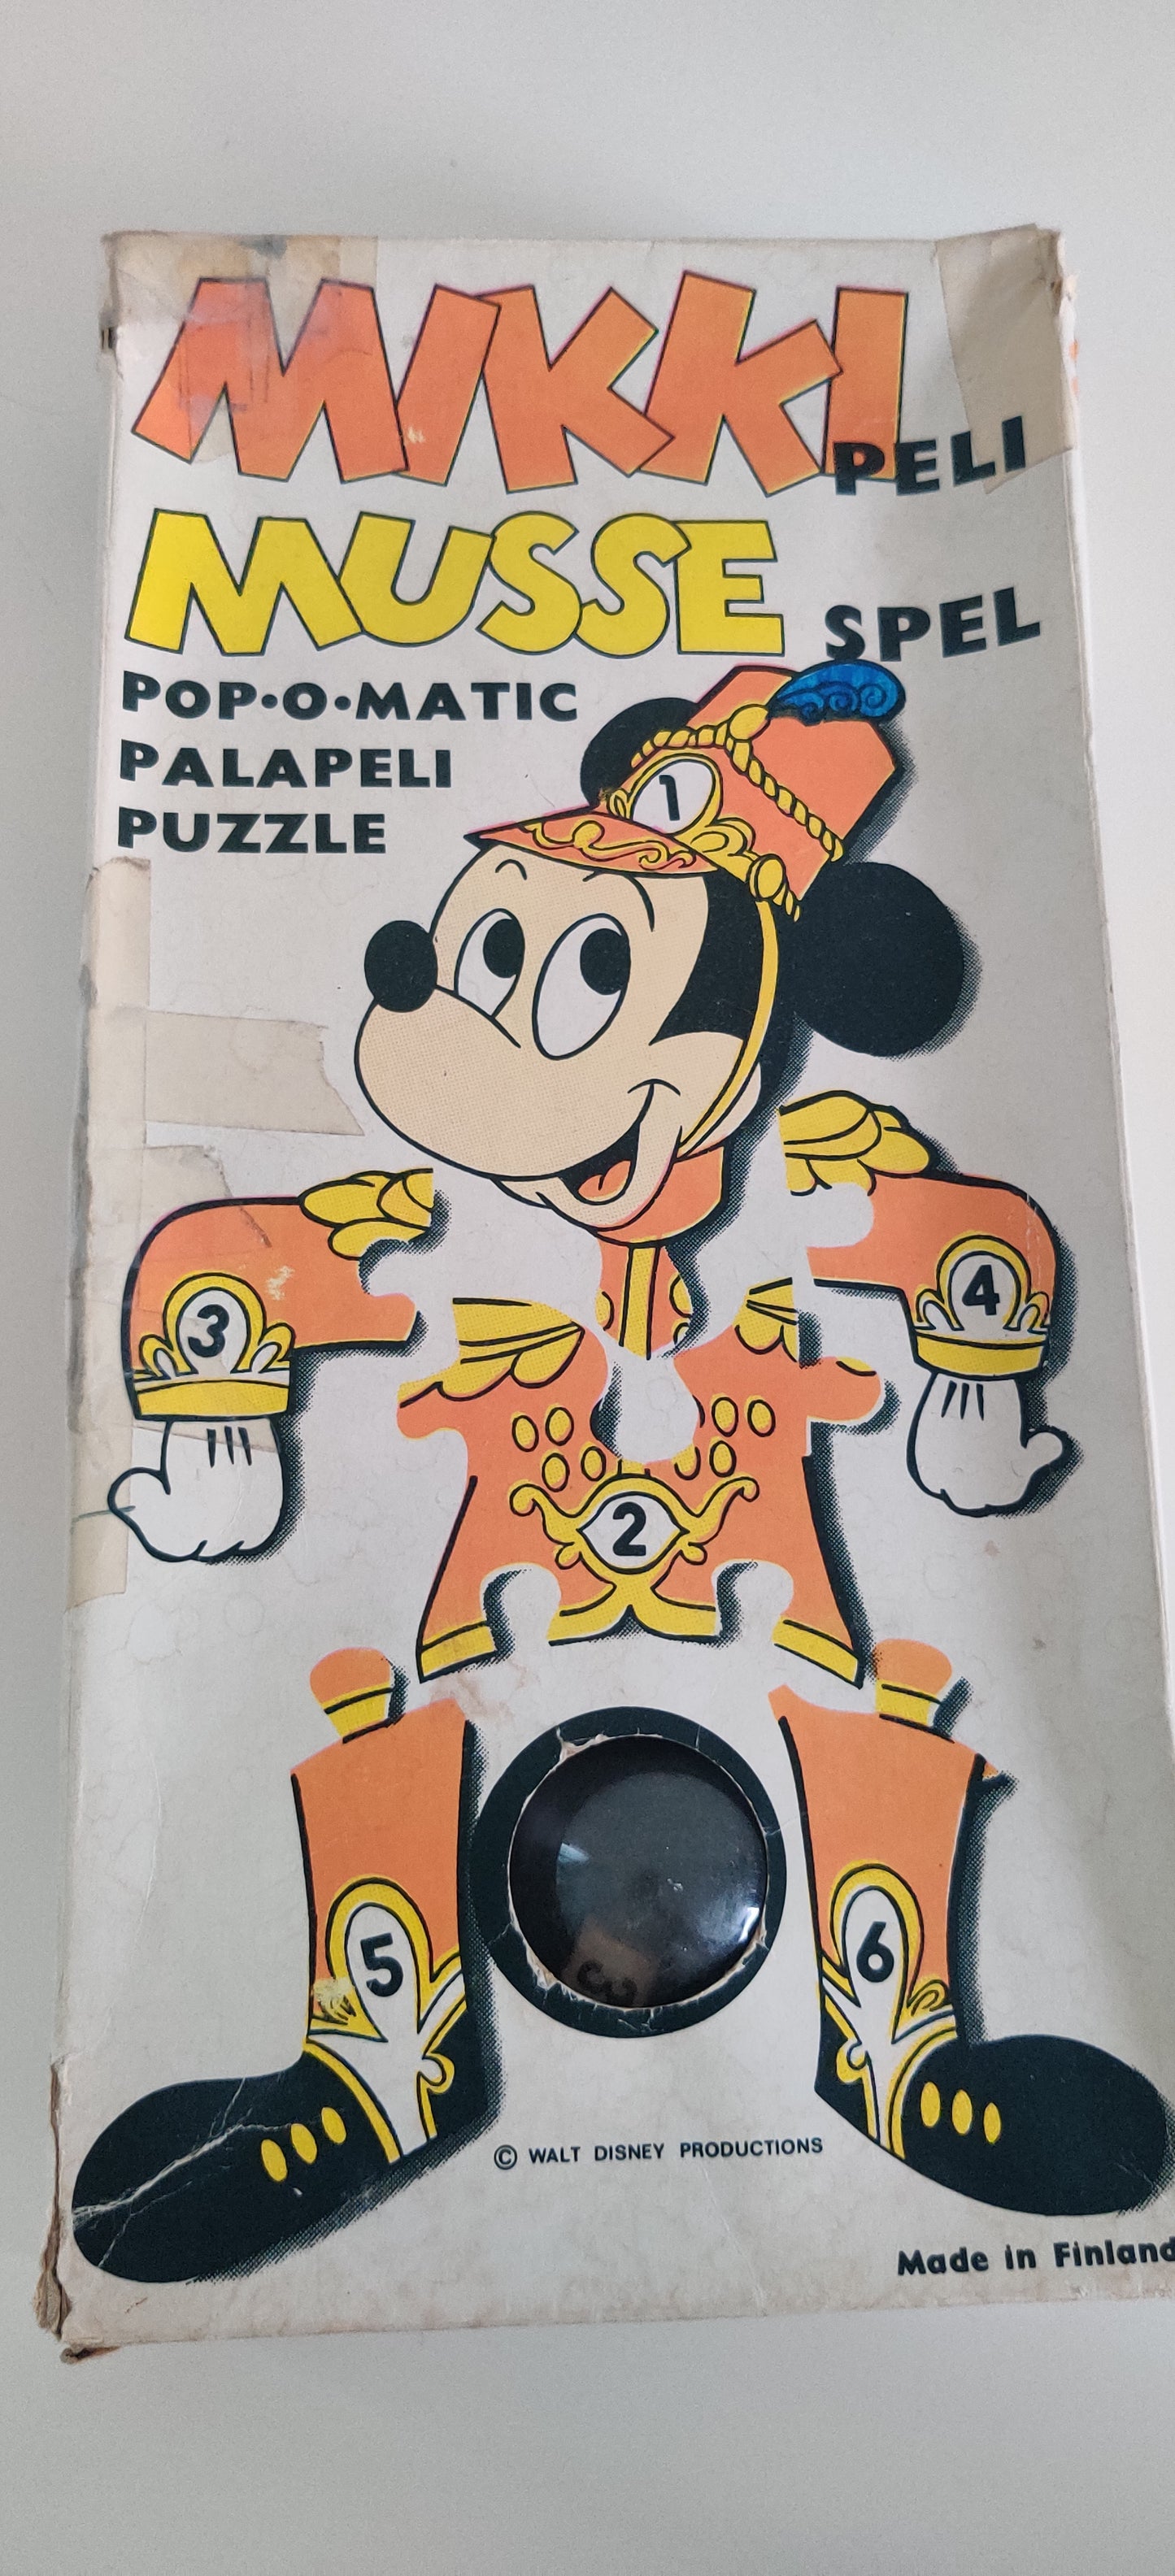 MIKKI PELI
MUSSE SPEL
POP•O•MATIC
PALAPELI
PUZZLE
1
3
4
2
5
6
© WALT DISNEY PRODUCTIONS
Made in Finland